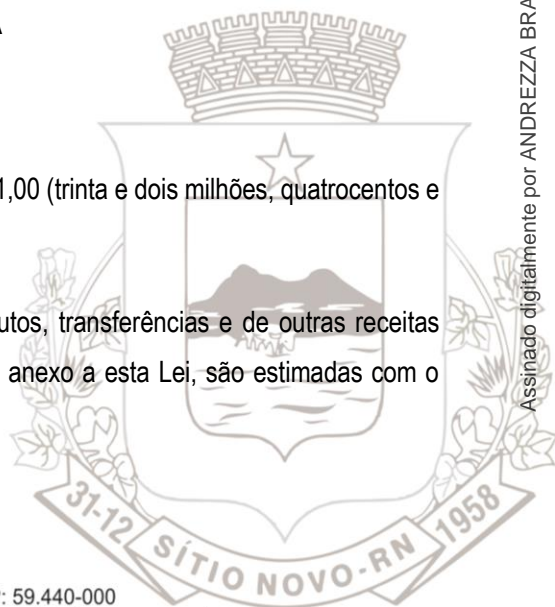 A
1,00 (trinta e dois milhões, quatrocentos e
utos, transferências e de outras receitas
anexo a esta Lei, são estimadas com o
31-12 SÍTIO NOVO-RN 1958
: 59.440-000
Assinado digitalmente por ANDREZZA BRA